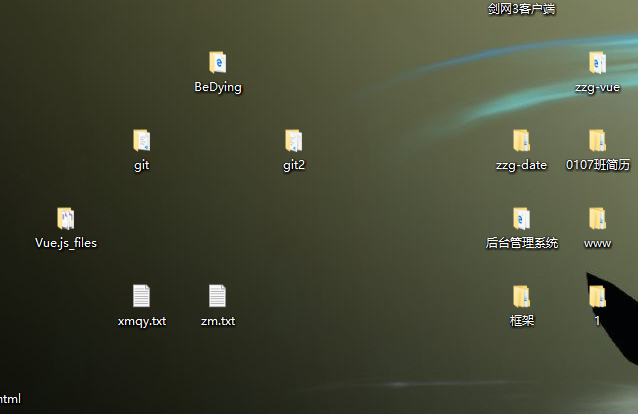 剑网3客户端
BeDying
zzg-vue
git
git2
zzg-date
0107班简历
Vue.js_files
后台管理系统
www
xmqy.txt
zm.txt
框架
1
html